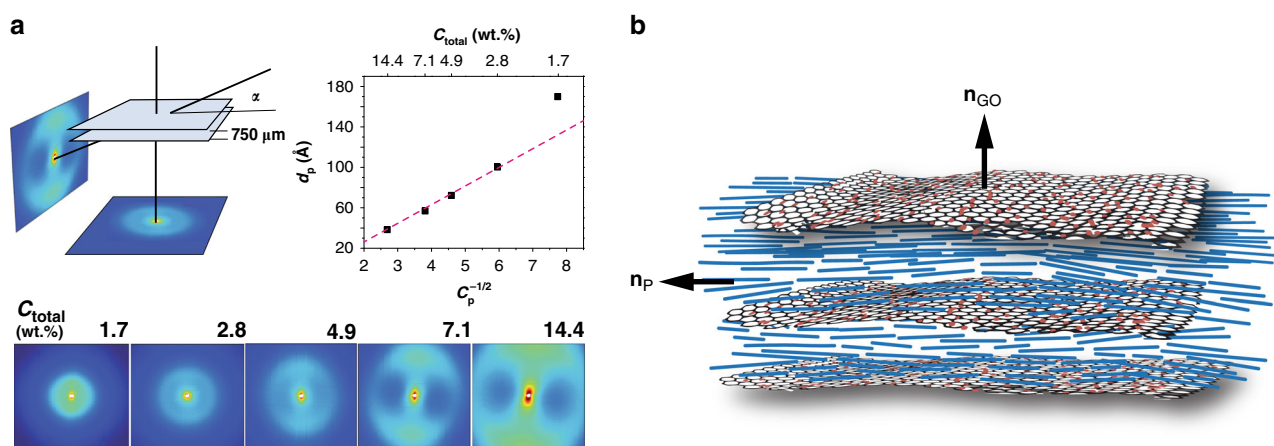 a
α
750 μm
C_total (wt.%)
14.4 7.1 4.9 2.8 1.7
180
140
100
60
20
d_p (Å)
2 3 4 5 6 7 8
C_p^{-1/2}
C_total
(wt.%) 1.7 2.8 4.9 7.1 14.4
b
n_GO
n_P